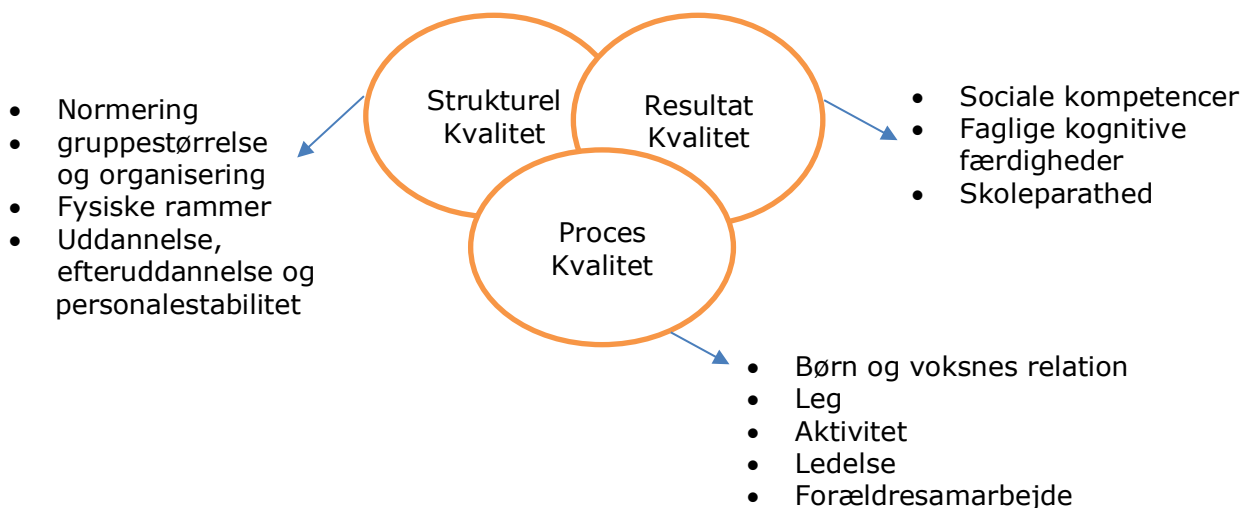 Strukturel
Kvalitet
Resultat
Kvalitet
Proces
Kvalitet
• Normering
• gruppestørrelse
og organisering
• Fysiske rammer
• Uddannelse,
efteruddannelse og
personalestabilitet
• Sociale kompetencer
• Faglige kognitive
færdigheder
• Skoleparathed
• Børn og voksnes relation
• Leg
• Aktivitet
• Ledelse
• Forældresamarbejde